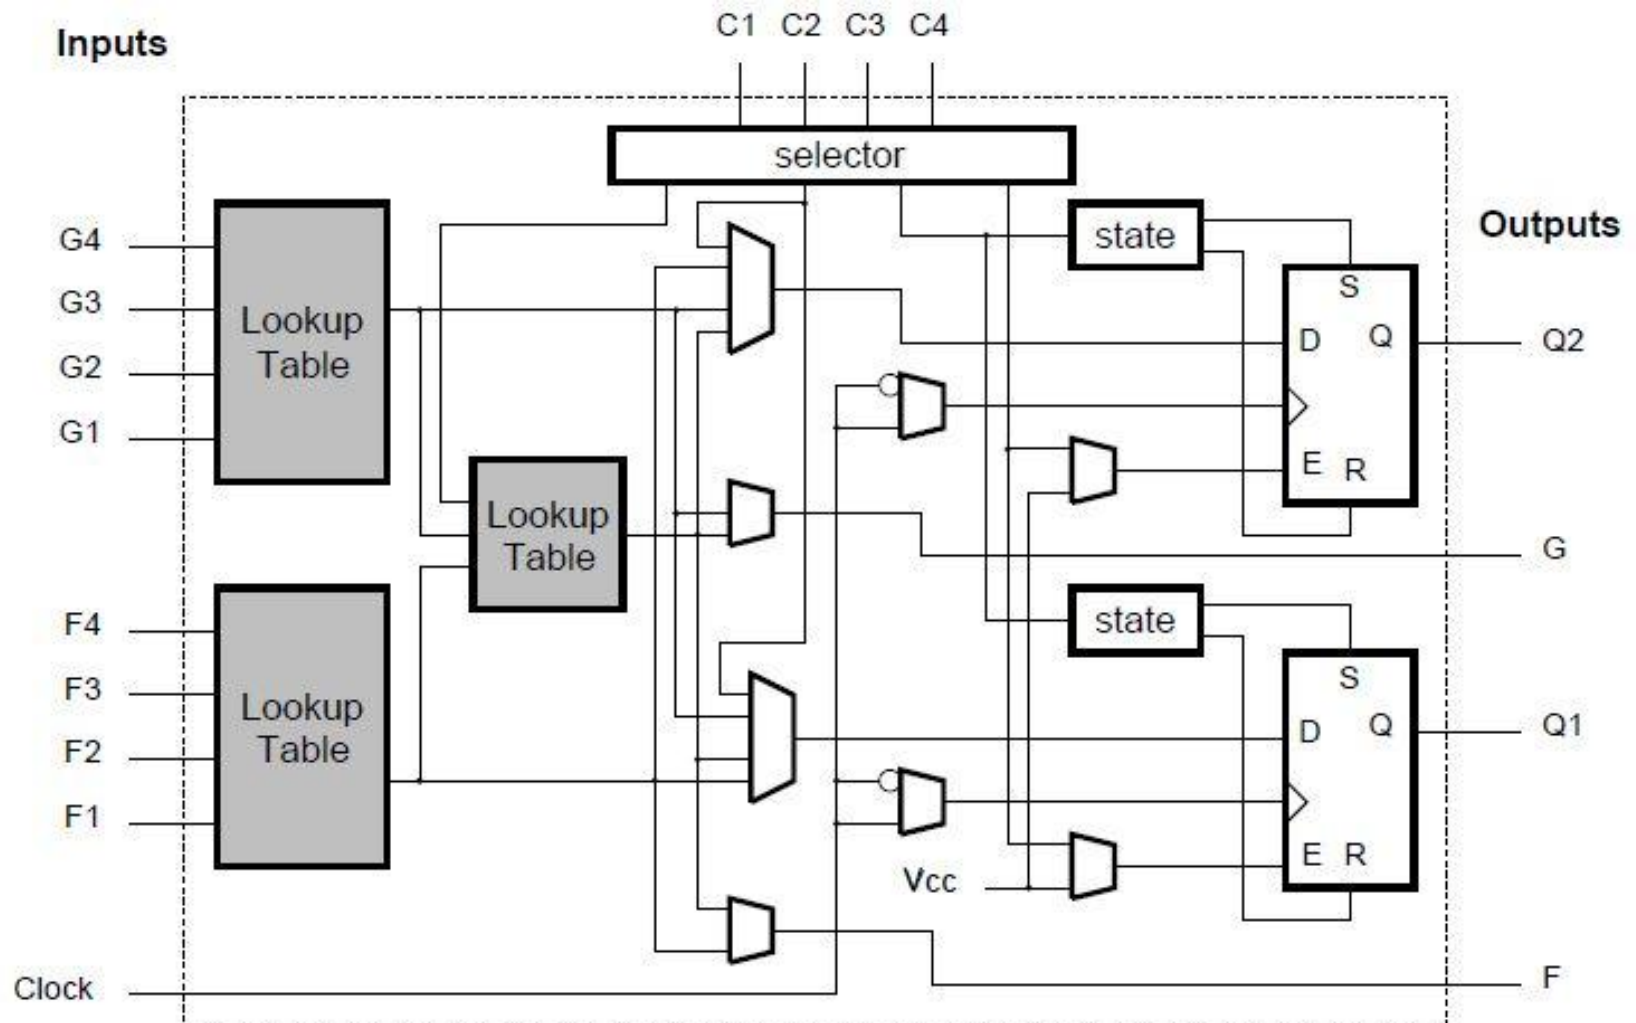 C1 C2 C3 C4
Inputs
selector
G4
state
Outputs
S
G3
Lookup
Table
D Q
Q2
G2
G1
E R
Lookup
Table
G
F4
state
F3
S
Lookup
Table
D Q
Q1
F2
F1
E R
Vcc
Clock
F